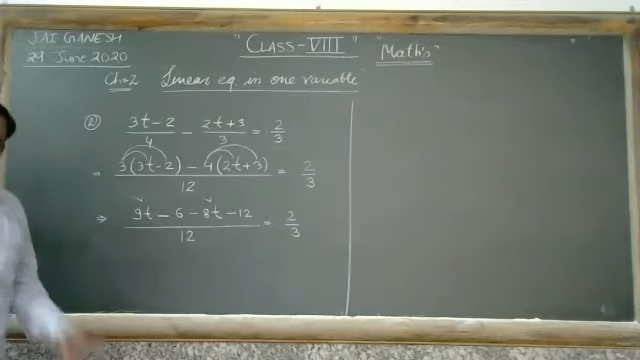 JAI GANESH
29 June 2020
"CLASS-VIII" "Maths"
Ch-2 Linear eq in one variable
② (3t-2)/4 - (2t+3)/3 = 2/3
= (3(3t-2) - 4(2t+3))/12 = 2/3
⇒ (9t - 6 - 8t - 12)/12 = 2/3